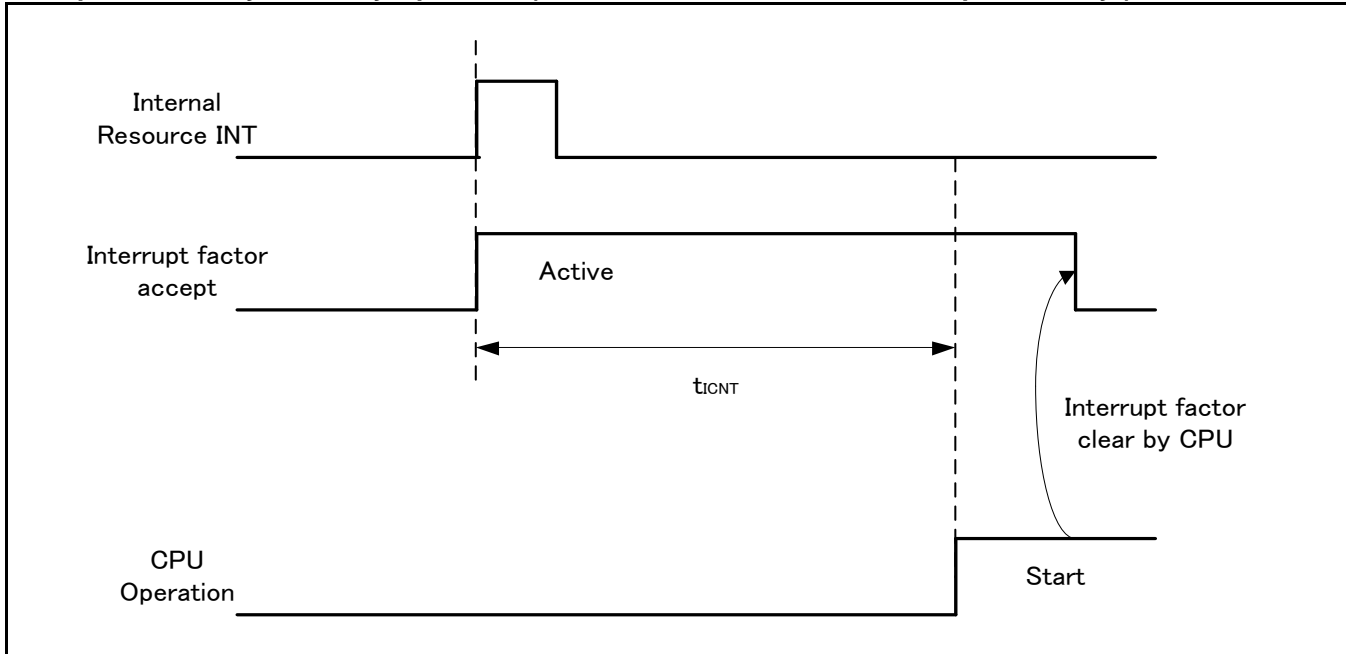 Internal
Resource INT
Interrupt factor
accept
Active
tICNT
Interrupt factor
clear by CPU
CPU
Operation
Start